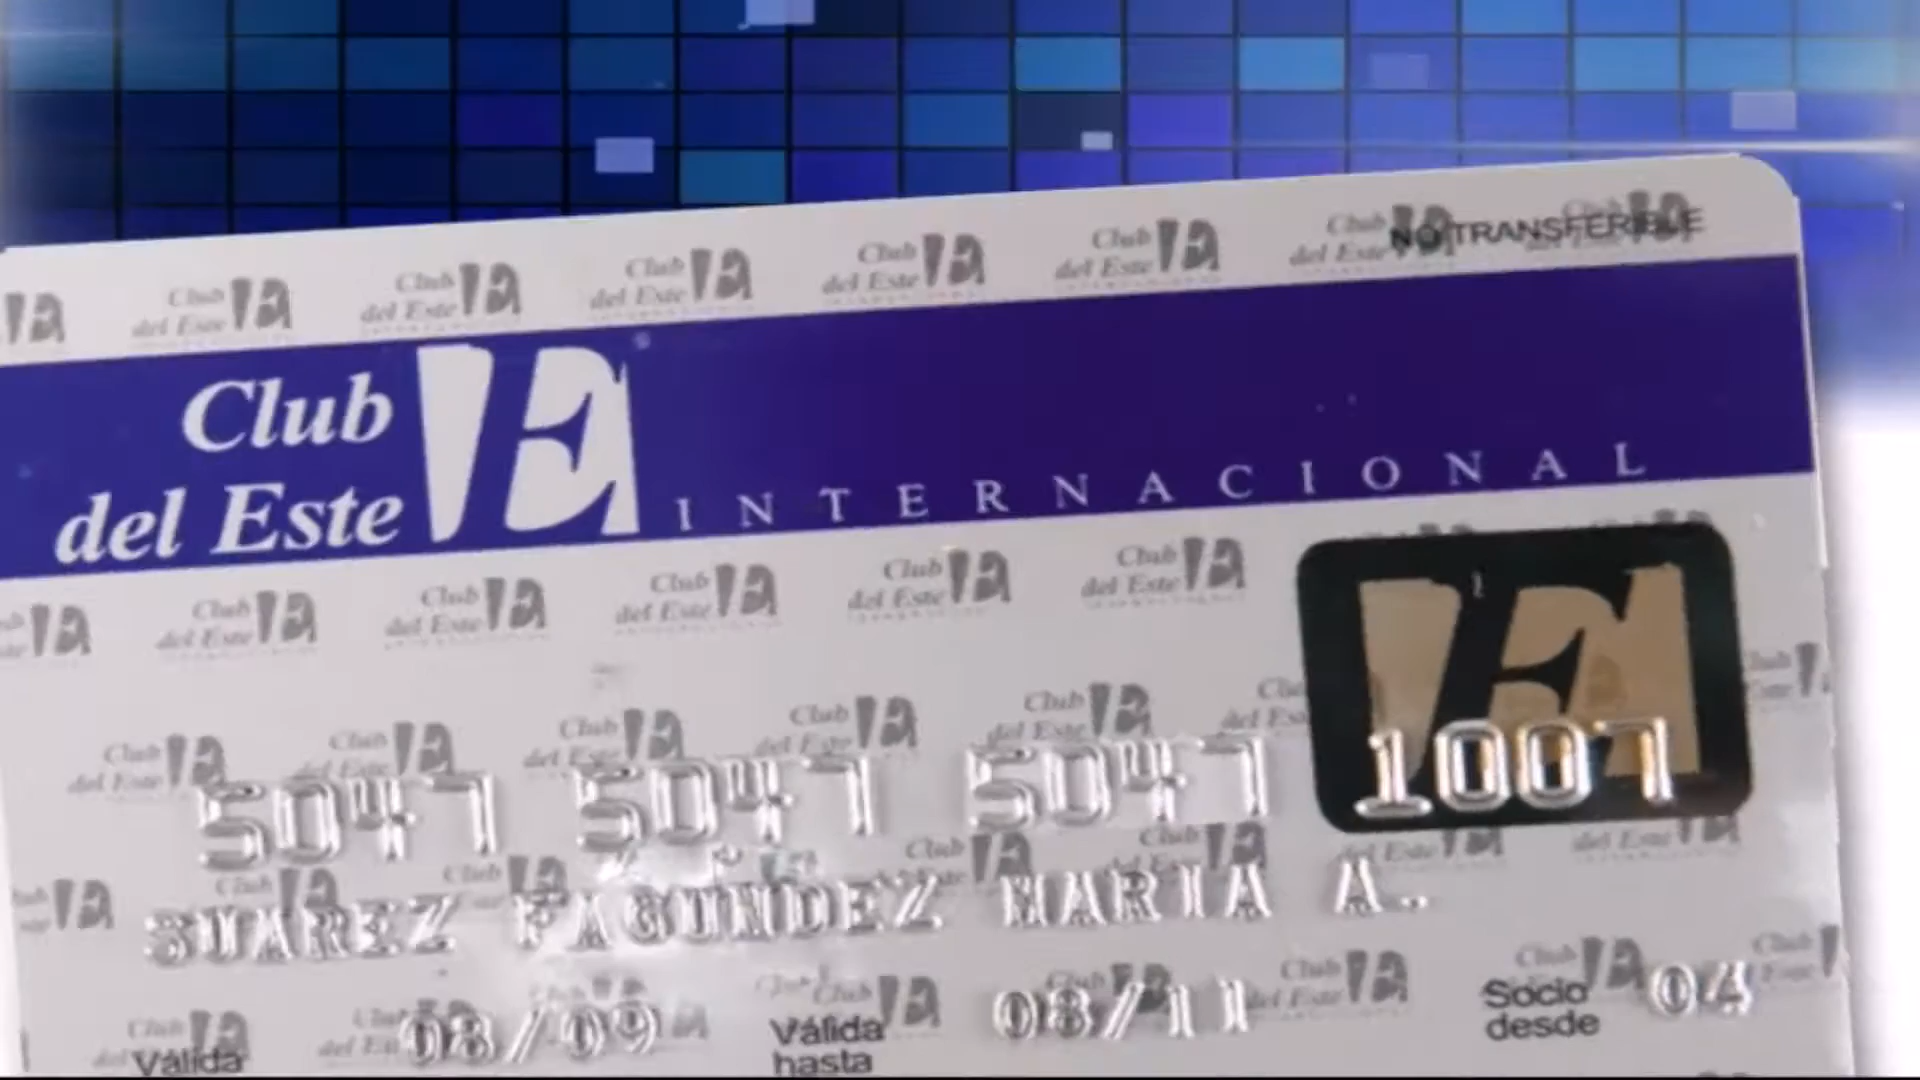 NO TRANSFERIBLE
Club
del Este E INTERNACIONAL
5047 5047 5047 1007
SUAREZ FAGUNDEZ MARIA A.
Válida 08/09 Válida hasta 08/11 Socio desde 04